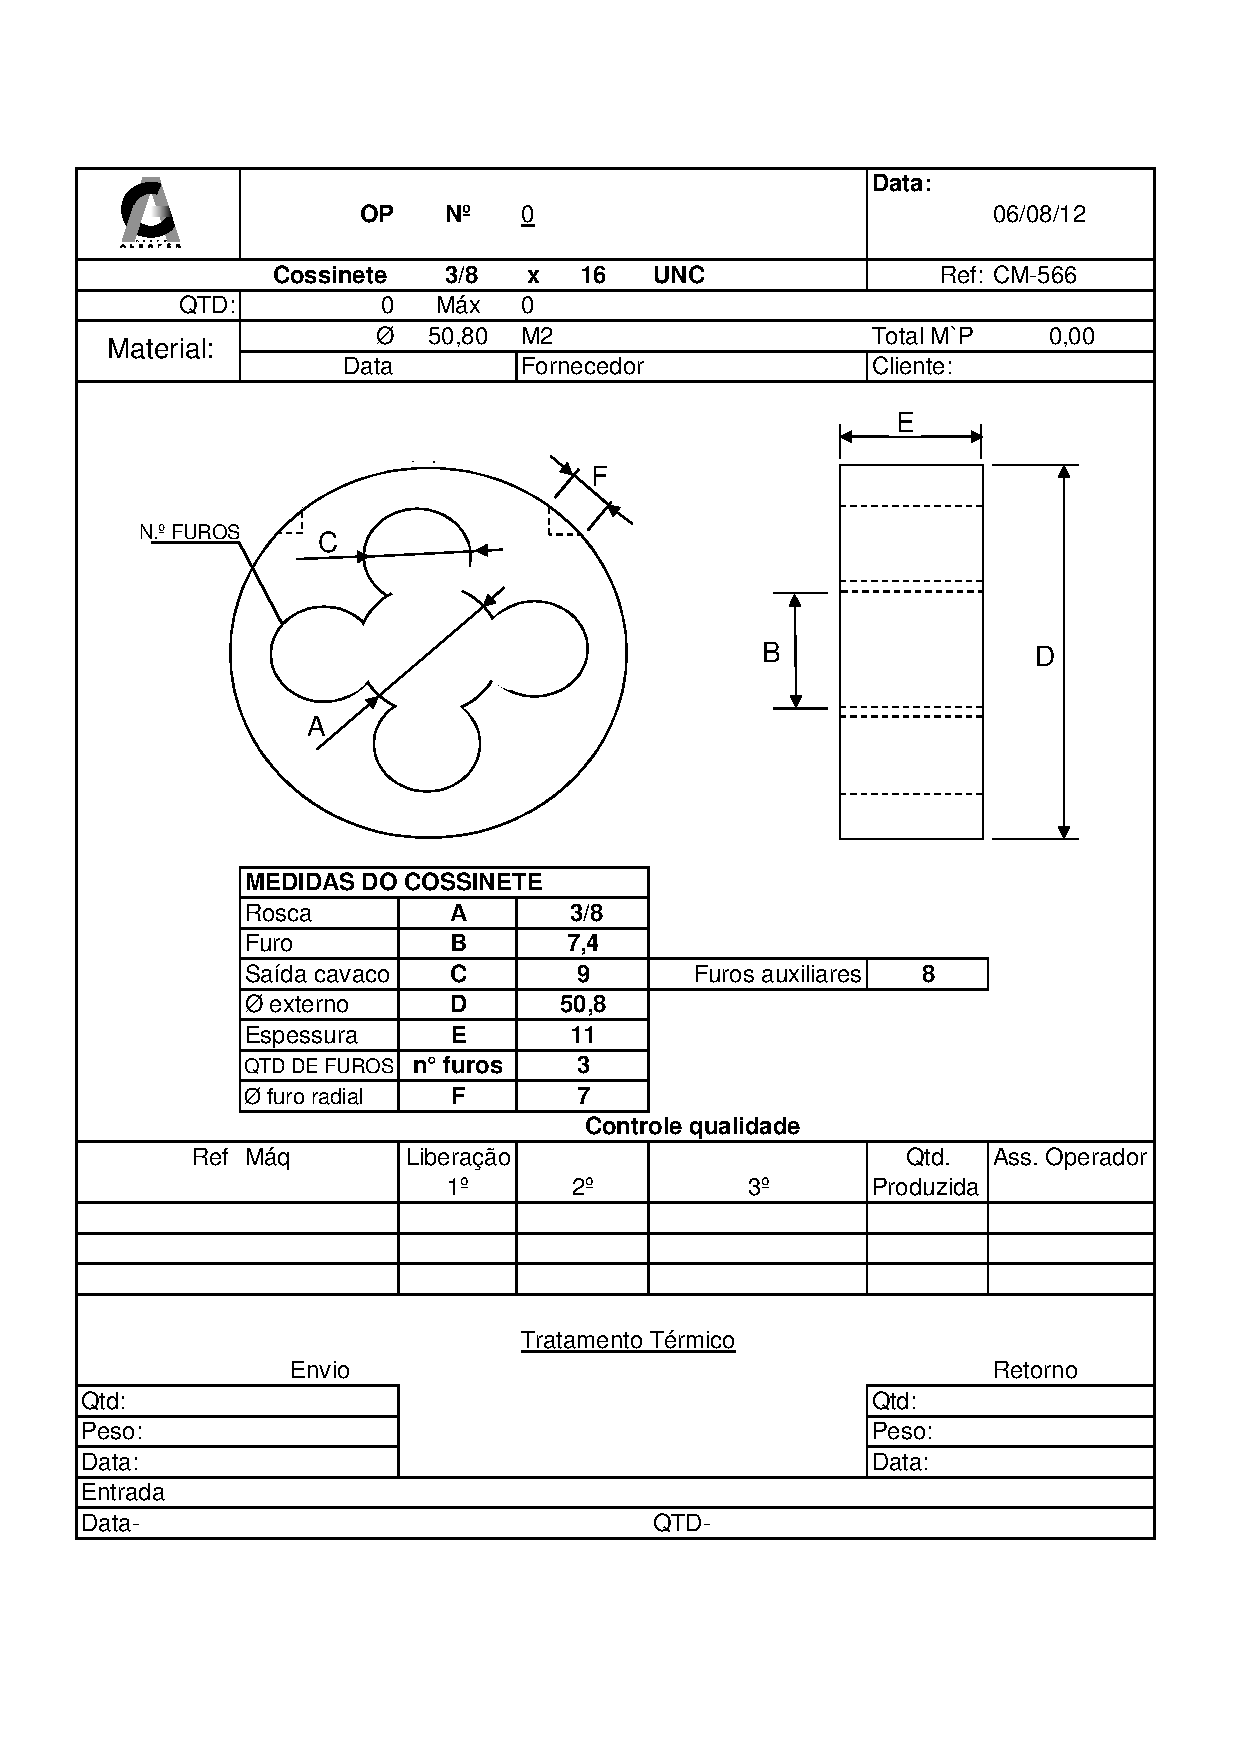 Data:
OP Nº 0 06/08/12
Cossinete 3/8 x 16 UNC Ref: CM-566
QTD: 0 Máx 0
Material: Ø 50,80 M2 Total M`P 0,00
Data Fornecedor Cliente:
E
F
N.º FUROS
C
B
D
A
MEDIDAS DO COSSINETE
Rosca A 3/8
Furo B 7,4
Saída cavaco C 9 Furos auxiliares 8
Ø externo D 50,8
Espessura E 11
QTD DE FUROS n° furos 3
Ø furo radial F 7
Controle qualidade
Ref Máq Liberação Qtd. Ass. Operador
1º 2º 3º Produzida
Tratamento Térmico
Envio Retorno
Qtd: Qtd:
Peso: Peso:
Data: Data:
Entrada
Data- QTD-